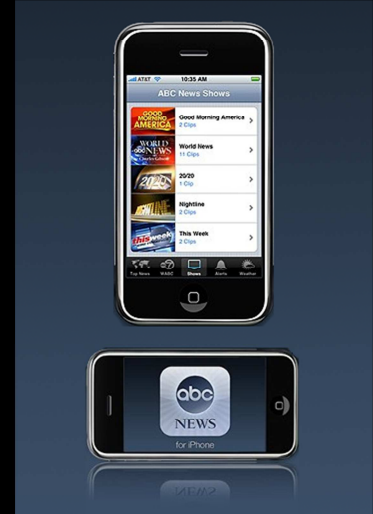 AT&T 10:35 AM
ABC News Shows
GOOD MORNING AMERICA
Good Morning America
2 Clips
WORLD
abc NEWS
World News
11 Clips
20/20
20/20
1 Clip
NIGHTLINE
Nightline
2 Clips
this week
This Week
2 Clips
Top News WABC Shows Alerts Weather
abc
NEWS
for iPhone